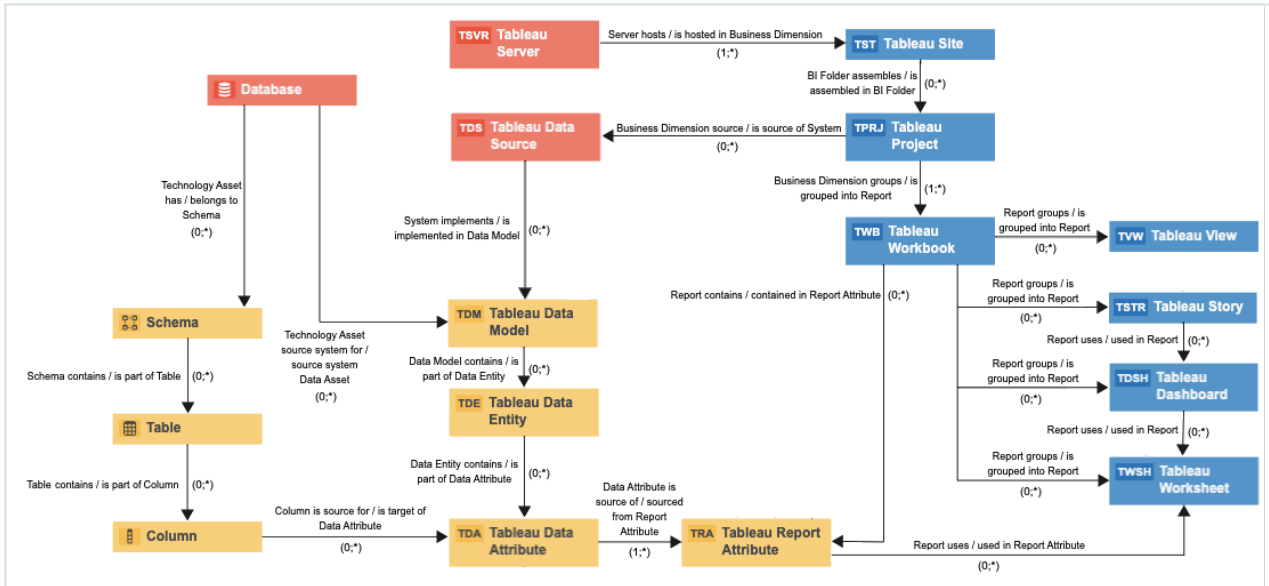 TSVR Tableau
Server
Server hosts / is hosted in Business Dimension
(1;*)
TST Tableau Site
BI Folder assembles / is
assembled in BI Folder
(0;*)
Database
TDS Tableau Data
Source
Business Dimension source / is source of System
(0;*)
TPRJ Tableau
Project
Technology Asset
has / belongs to
Schema
(0;*)
System implements / is
implemented in Data Model
(0;*)
Business Dimension groups / is
grouped into Report
(1;*)
TWB Tableau
Workbook
Report groups / is
grouped into Report
(0;*)
TVW Tableau View
Report contains / contained in Report Attribute
(0;*)
Report groups / is
grouped into Report
(0;*)
TSTR Tableau Story
Schema
Technology Asset
source system for /
source system
Data Asset
(0;*)
TDM Tableau Data
Model
Report uses / used in Report
(0;*)
Schema contains / is part of Table
(0;*)
Data Model contains / is
part of Data Entity
(0;*)
Report groups / is
grouped into Report
(0;*)
TDSH Tableau
Dashboard
Table
TDE Tableau Data
Entity
Report uses / used in Report
(0;*)
Table contains / is part of Column
(0;*)
Data Entity contains / is
part of Data Attribute
(0;*)
Report groups / is
grouped into Report
(0;*)
TWSH Tableau
Worksheet
Column
Column is source for / is target of
Data Attribute
(0;*)
TDA Tableau Data
Attribute
Data Attribute is
source of / sourced
from Report
Attribute
(1;*)
TRA Tableau Report
Attribute
Report uses / used in Report Attribute
(0;*)